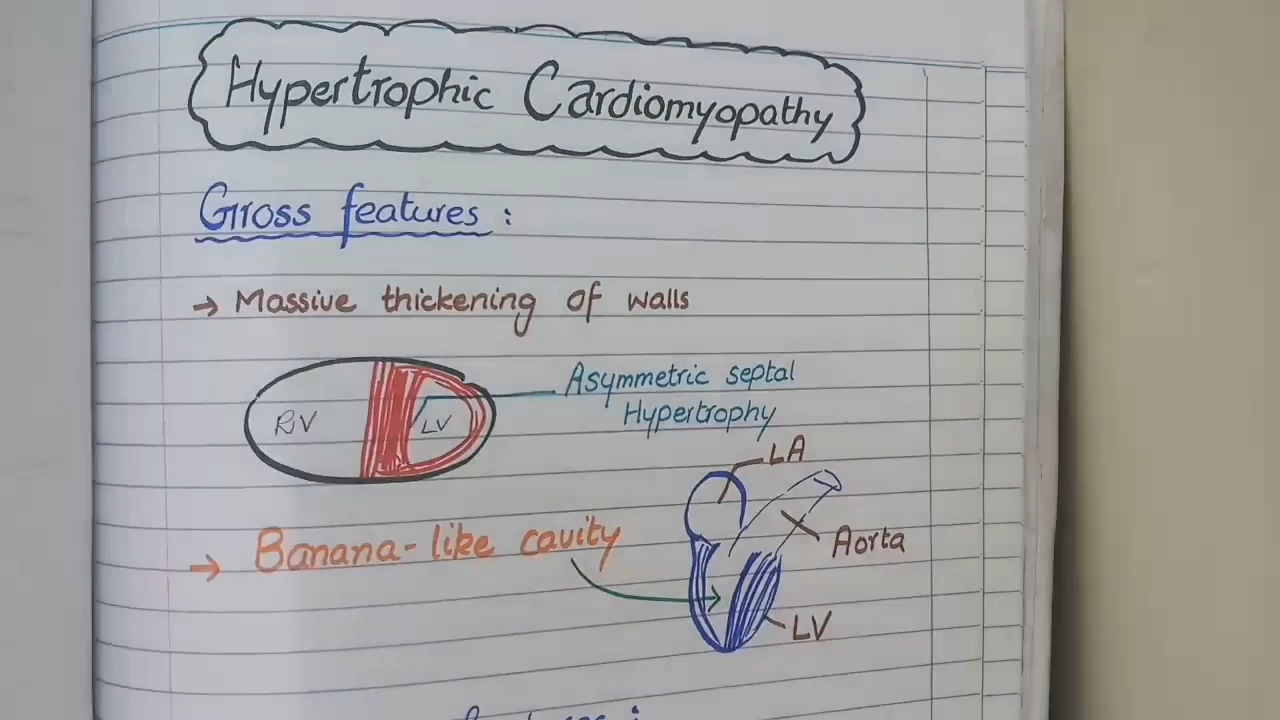 Hypertrophic Cardiomyopathy
Gross features :
→ Massive thickening of walls
RV
LV
Asymmetric septal
Hypertrophy
LA
→ Banana-like cavity
Aorta
LV